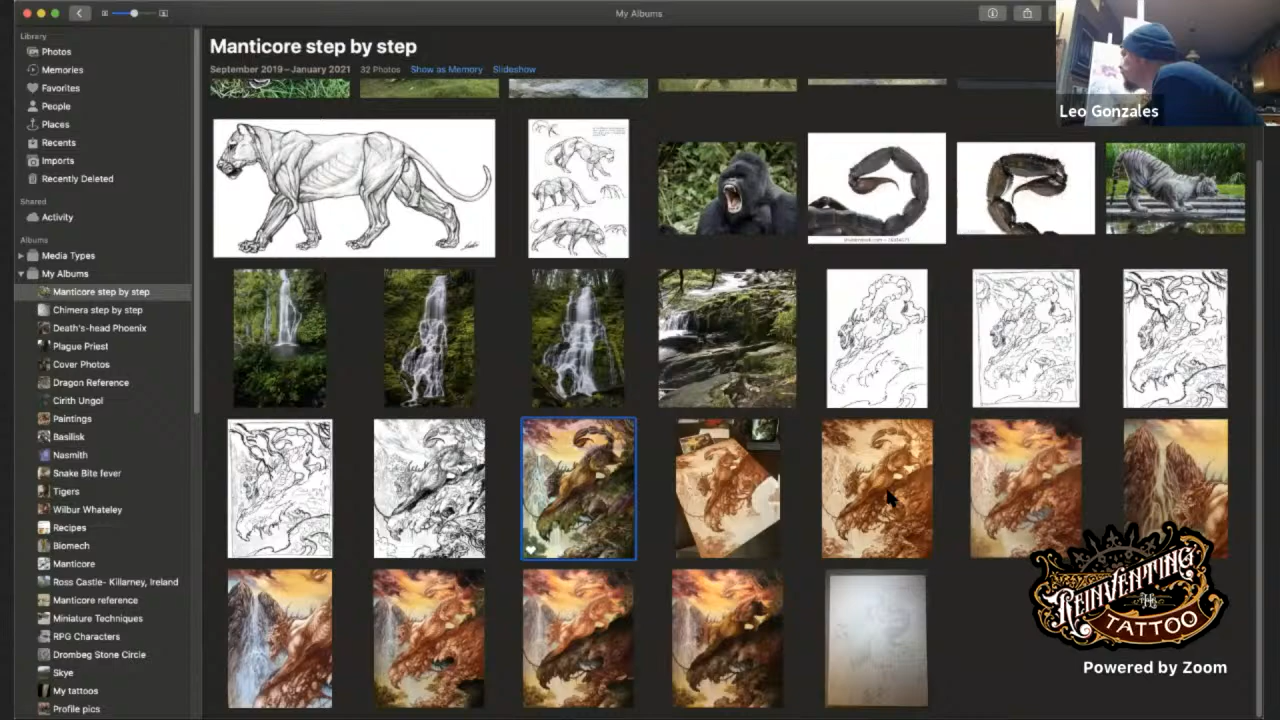 My Albums
Library
Photos
Memories
Favorites
People
Places
Recents
Imports
Recently Deleted
Shared
Activity
Albums
Media Types
My Albums
Manticore step by step
Chimera step by step
Death's-head Phoenix
Plague Priest
Cover Photos
Dragon Reference
Cirith Ungol
Paintings
Basilisk
Nasmith
Snake Bite fever
Tigers
Wilbur Whateley
Recipes
Biomech
Manticore
Ross Castle- Killarney, Ireland
Manticore reference
Miniature Techniques
RPG Characters
Drombeg Stone Circle
Skye
My tattoos
Profile pics
Manticore step by step
September 2019–January 2021 32 Photos Show as Memory Slideshow
Leo Gonzales
REINVENTING
THE
TATTOO
Powered by Zoom